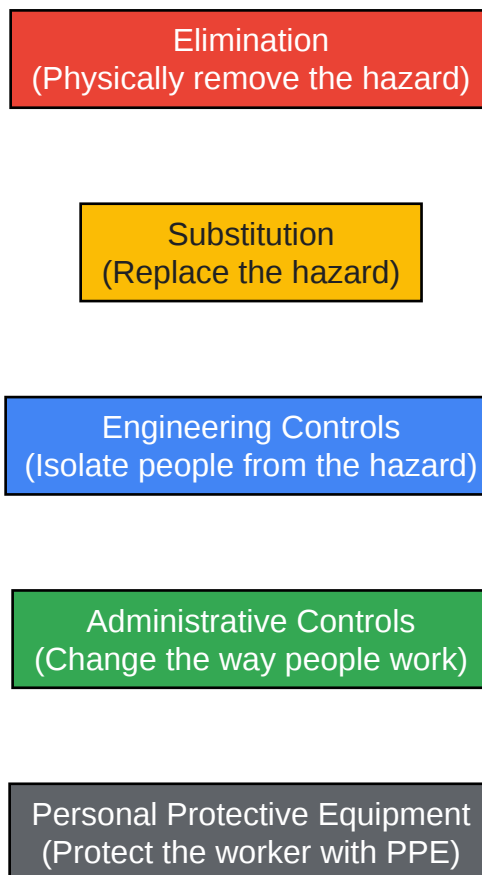 Elimination
(Physically remove the hazard)
Substitution
(Replace the hazard)
Engineering Controls
(Isolate people from the hazard)
Administrative Controls
(Change the way people work)
Personal Protective Equipment
(Protect the worker with PPE)